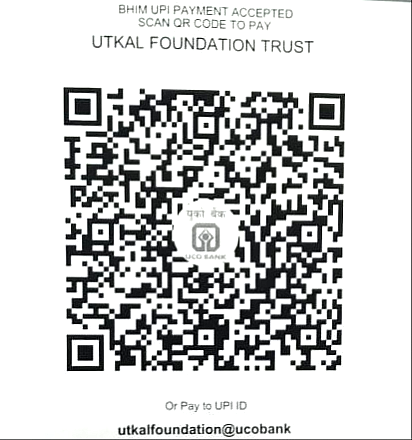 BHIM UPI PAYMENT ACCEPTED
SCAN QR CODE TO PAY
UTKAL FOUNDATION TRUST
यूको बैंक
UCO BANK
Or Pay to UPI ID
utkalfoundation@ucobank